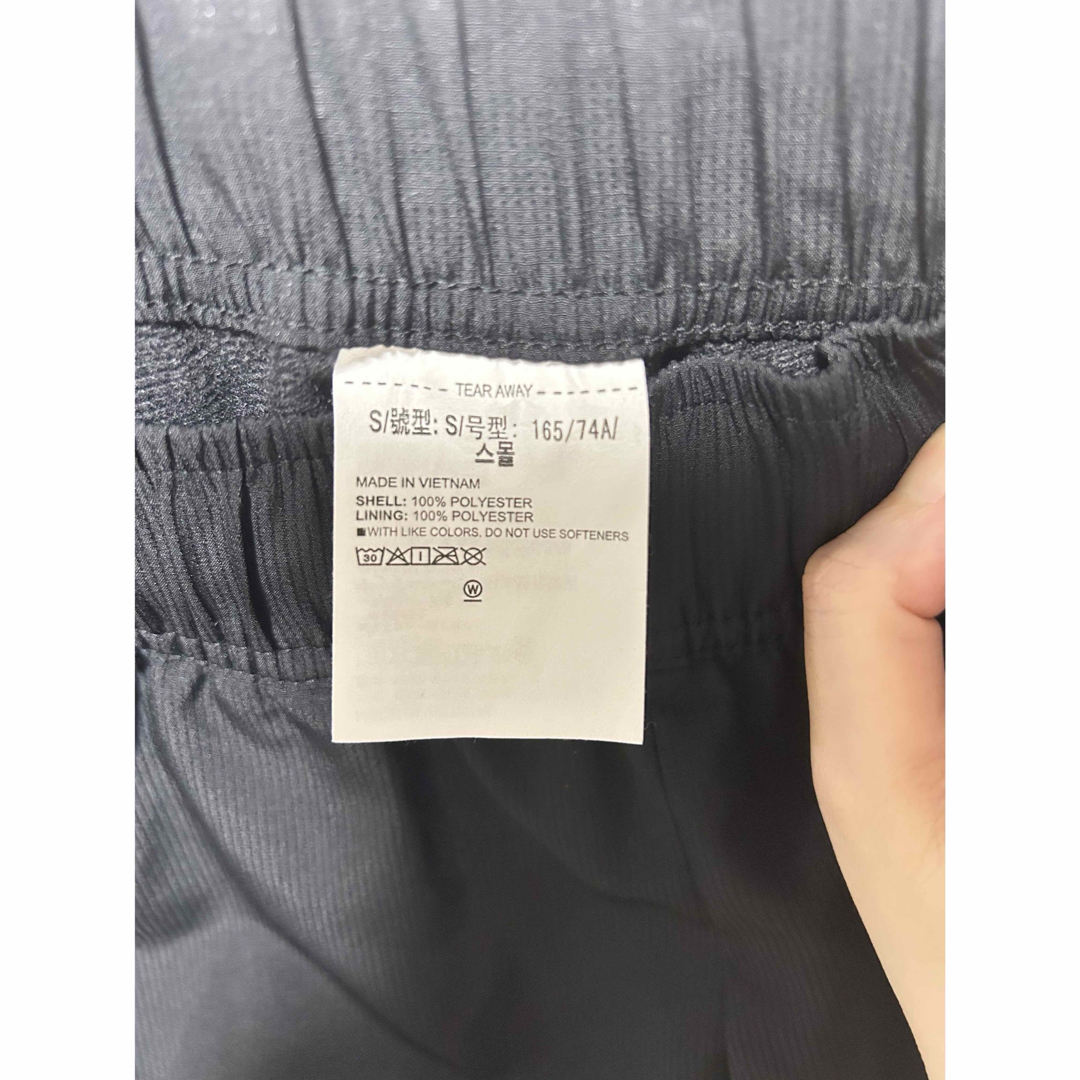 TEAR AWAY
S/號型: S/号型: 165/74A/
스몰
MADE IN VIETNAM
SHELL: 100% POLYESTER
LINING: 100% POLYESTER
WITH LIKE COLORS. DO NOT USE SOFTENERS
30
W